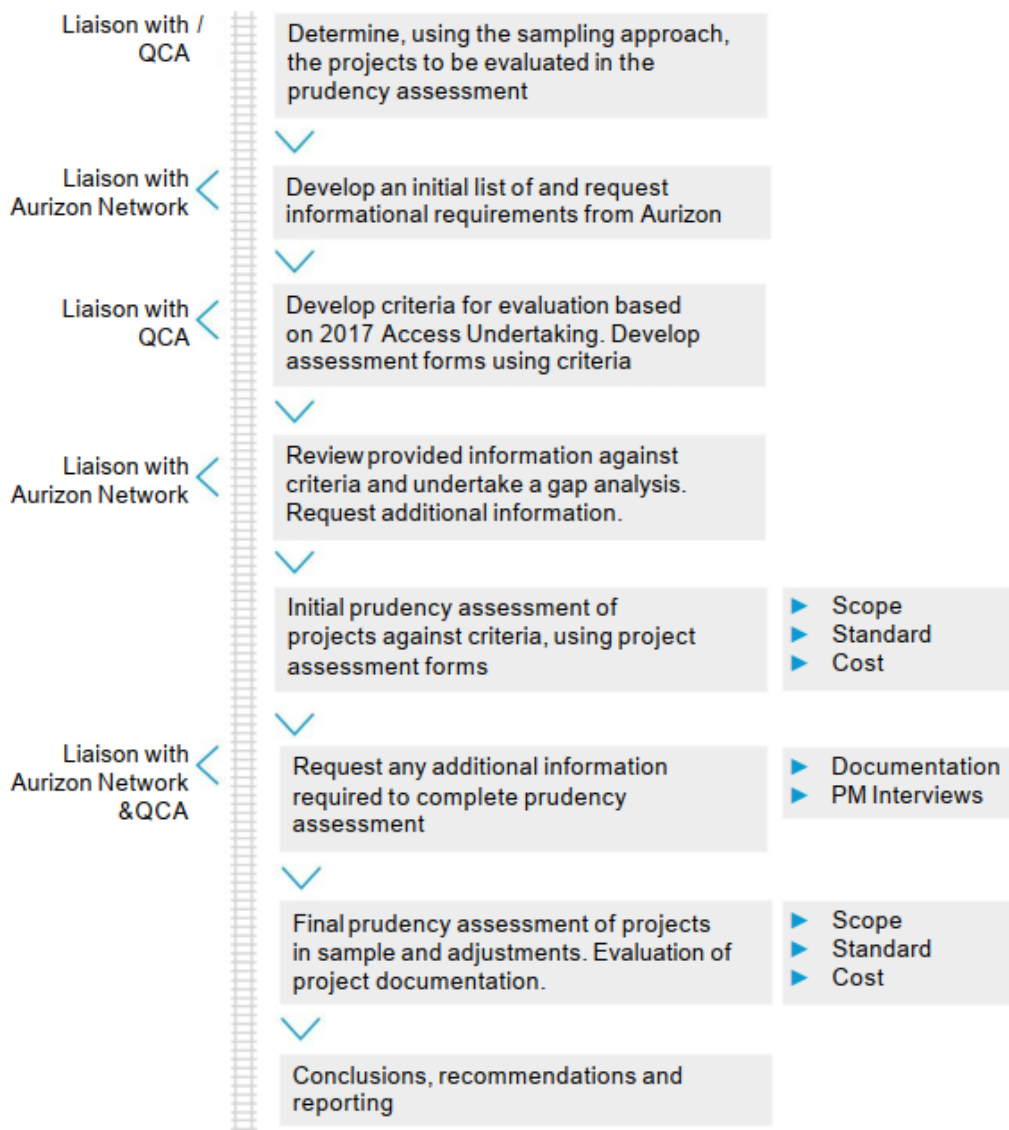 Liaison with /
QCA
Determine, using the sampling approach,
the projects to be evaluated in the
prudency assessment
Liaison with
Aurizon Network
Develop an initial list of and request
informational requirements from Aurizon
Liaison with
QCA
Develop criteria for evaluation based
on 2017 Access Undertaking. Develop
assessment forms using criteria
Liaison with
Aurizon Network
Review provided information against
criteria and undertake a gap analysis.
Request additional information.
Initial prudency assessment of
projects against criteria, using project
assessment forms
Scope
Standard
Cost
Liaison with
Aurizon Network
&QCA
Request any additional information
required to complete prudency
assessment
Documentation
PM Interviews
Final prudency assessment of projects
in sample and adjustments. Evaluation of
project documentation.
Scope
Standard
Cost
Conclusions, recommendations and
reporting